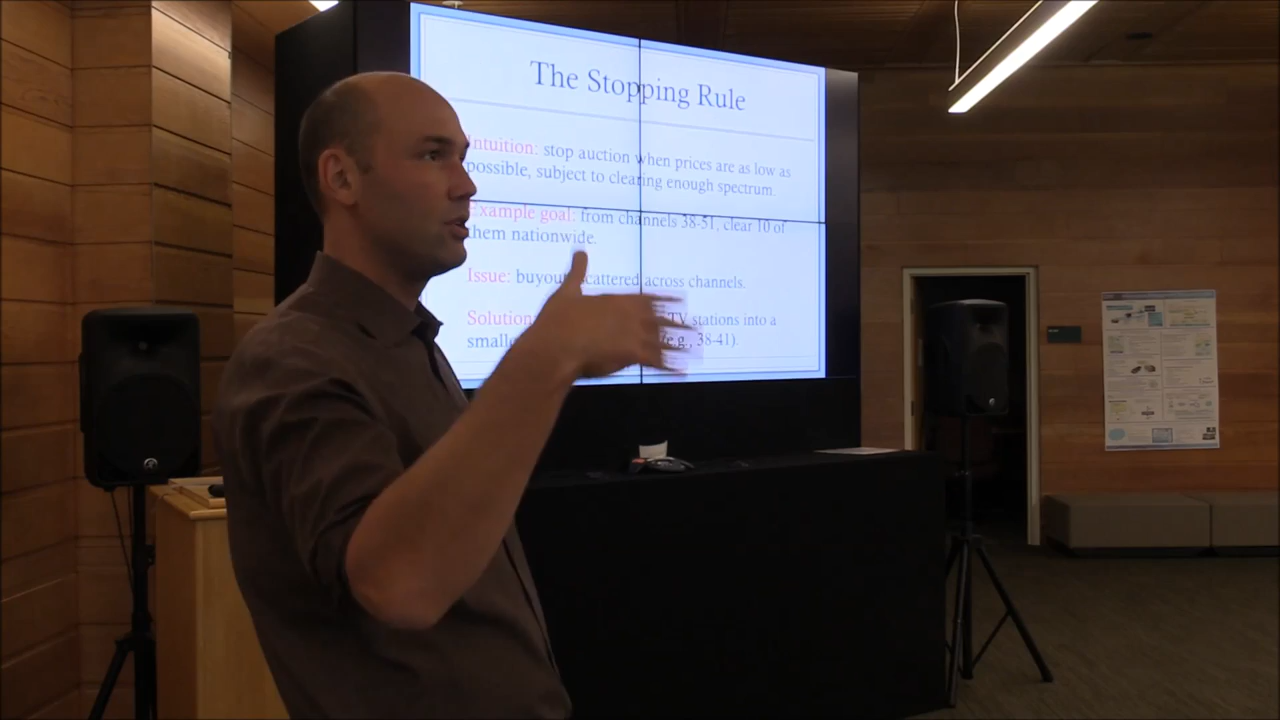 The Stopping Rule
Intuition: stop auction when prices are as low as
possible, subject to clearing enough spectrum.
Example goal: from channels 38-51, clear 10 of
them nationwide.
Issue: scattered across channels.
Solution: TV stations into a
(e.g., 38-41).